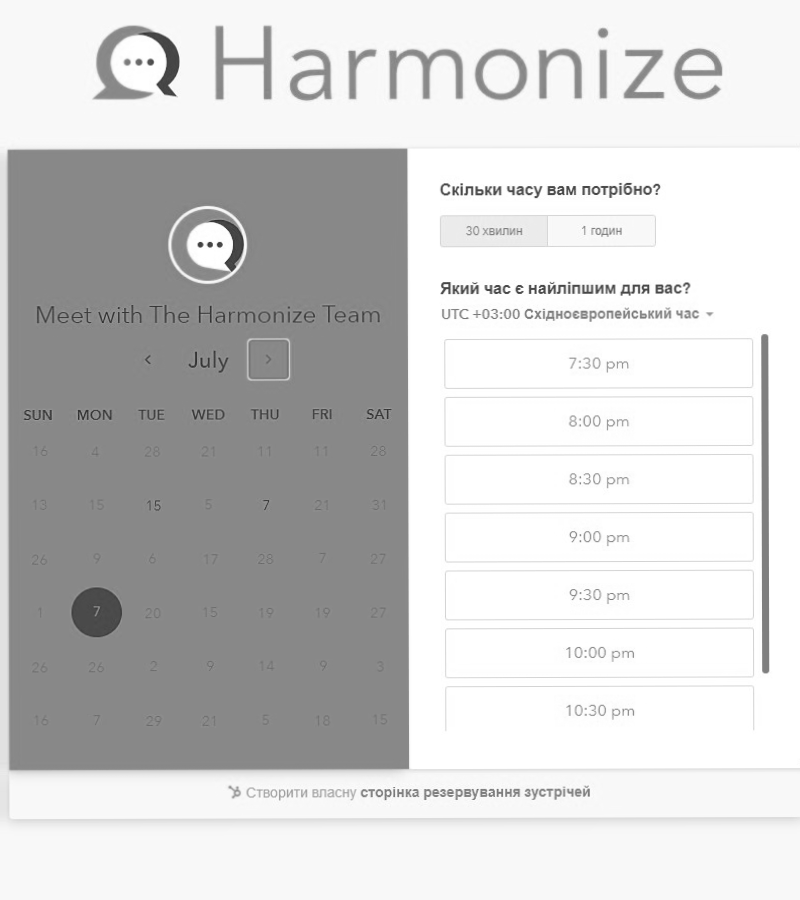 Harmonize
Meet with The Harmonize Team
July
SUN MON TUE WED THU FRI SAT
16 4 28 21 11 11 28
13 15 15 5 7 21 31
26 9 6 17 28 7 27
1 7 20 15 19 19 27
26 26 2 9 14 9 3
16 7 29 21 5 18 15
Скільки часу вам потрібно?
30 хвилин 1 годин
Який час є найліпшим для вас?
UTC +03:00 Східноєвропейський час
7:30 pm
8:00 pm
8:30 pm
9:00 pm
9:30 pm
10:00 pm
10:30 pm
Створити власну сторінка резервування зустрічей